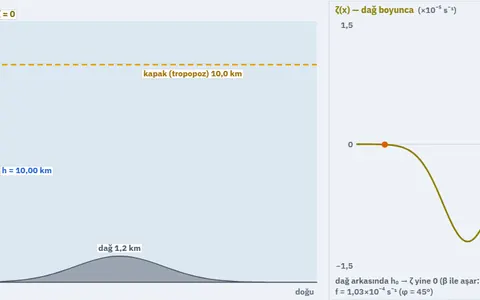 = 0
kapak (tropopoz) 10,0 km
h = 10,00 km
dağ 1,2 km
doğu
ζ(x) — dağ boyunca (×10⁻⁵ s⁻¹)
1,5
0
−1,5
dağ arkasında h₀ → ζ yine 0 (β ile aşar:
f = 1,03×10⁻⁴ s⁻¹ (φ = 45°)